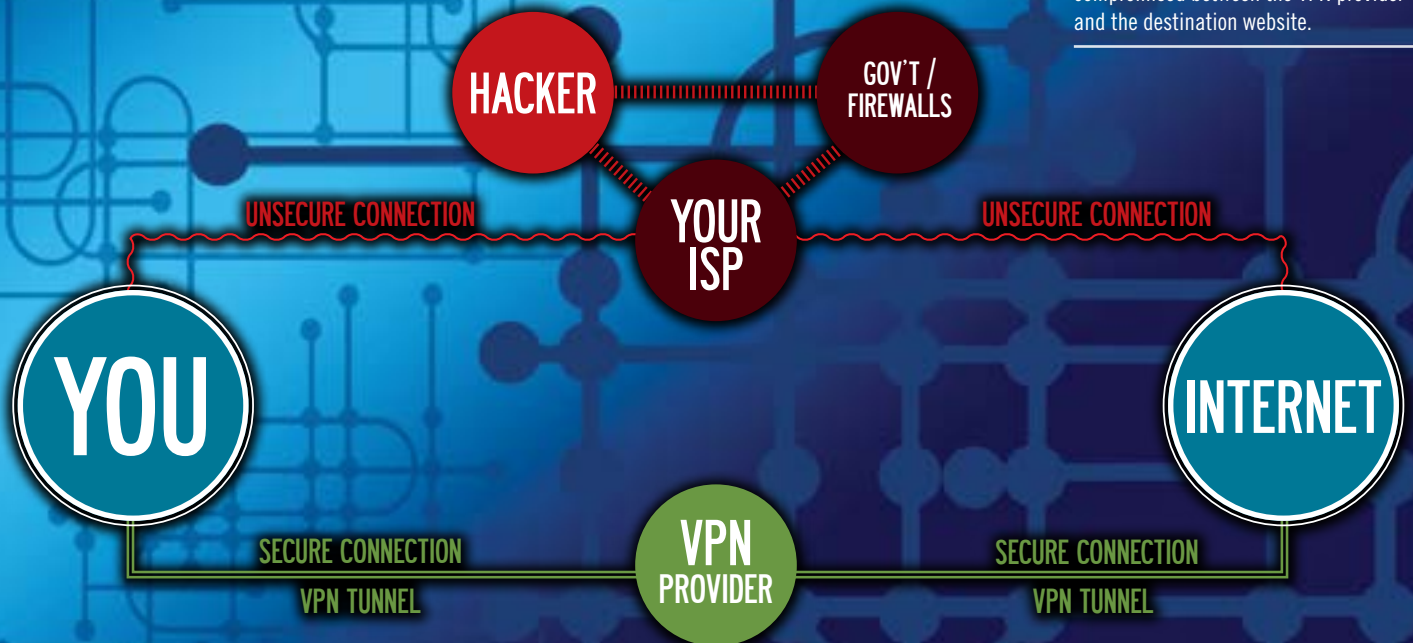 and the destination website.
HACKER
GOV'T /
FIREWALLS
UNSECURE CONNECTION
YOUR
ISP
UNSECURE CONNECTION
YOU
INTERNET
SECURE CONNECTION
VPN TUNNEL
VPN
PROVIDER
SECURE CONNECTION
VPN TUNNEL